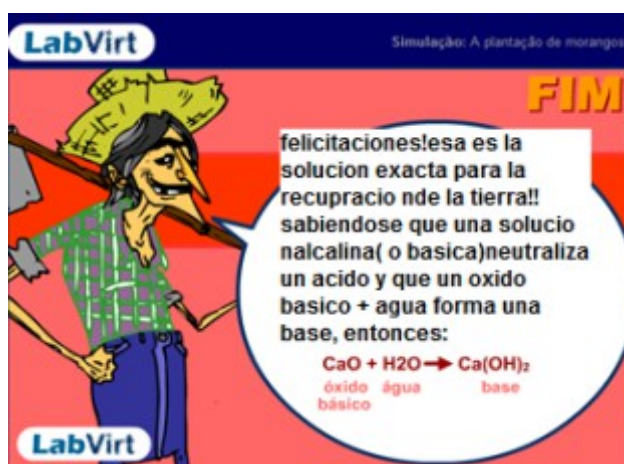 LabVirt
Simulação: A plantação de morangos
FIM
felicitaciones!esa es la
solucion exacta para la
recupracio nde la tierra!!
sabiendose que una solucio
nalcalina( o basica)neutraliza
un acido y que un oxido
basico + agua forma una
base, entonces:
CaO + H2O → Ca(OH)₂
óxido água base
básico
LabVirt